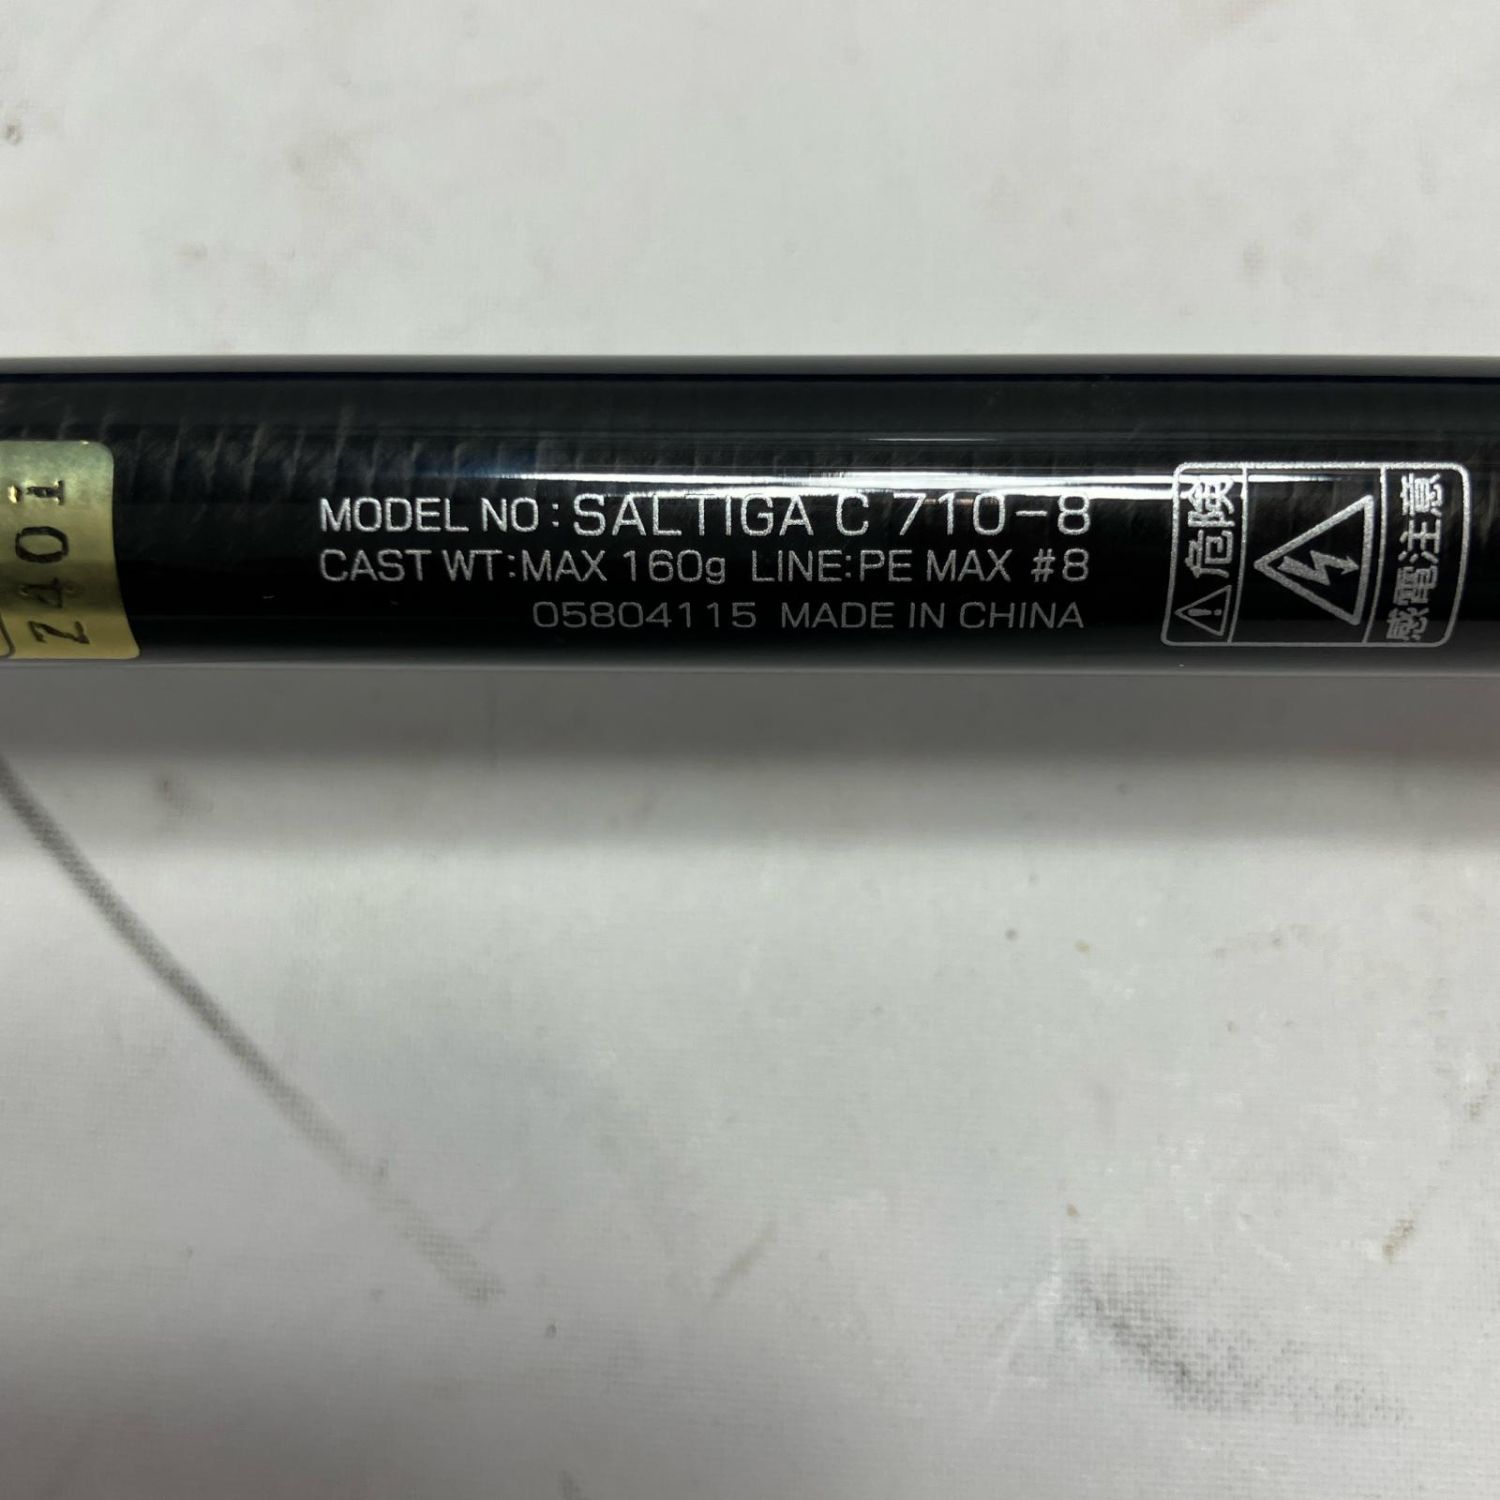 Z401
MODEL NO : SALTIGA C 710-8
CAST WT:MAX 160g LINE:PE MAX #8
05804115 MADE IN CHINA
危険
感電注意